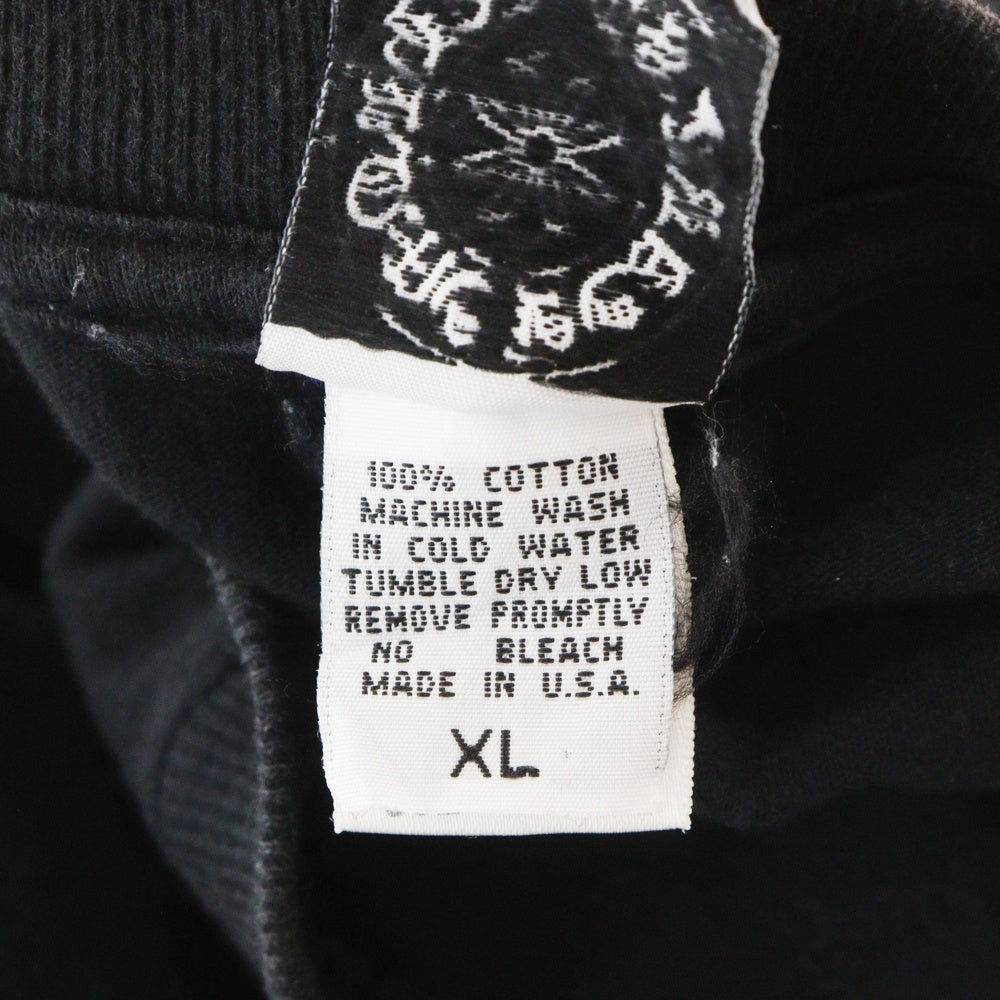 100% COTTON
MACHINE WASH
IN COLD WATER
TUMBLE DRY LOW
REMOVE PROMPTLY
NO BLEACH
MADE IN U.S.A.
XL